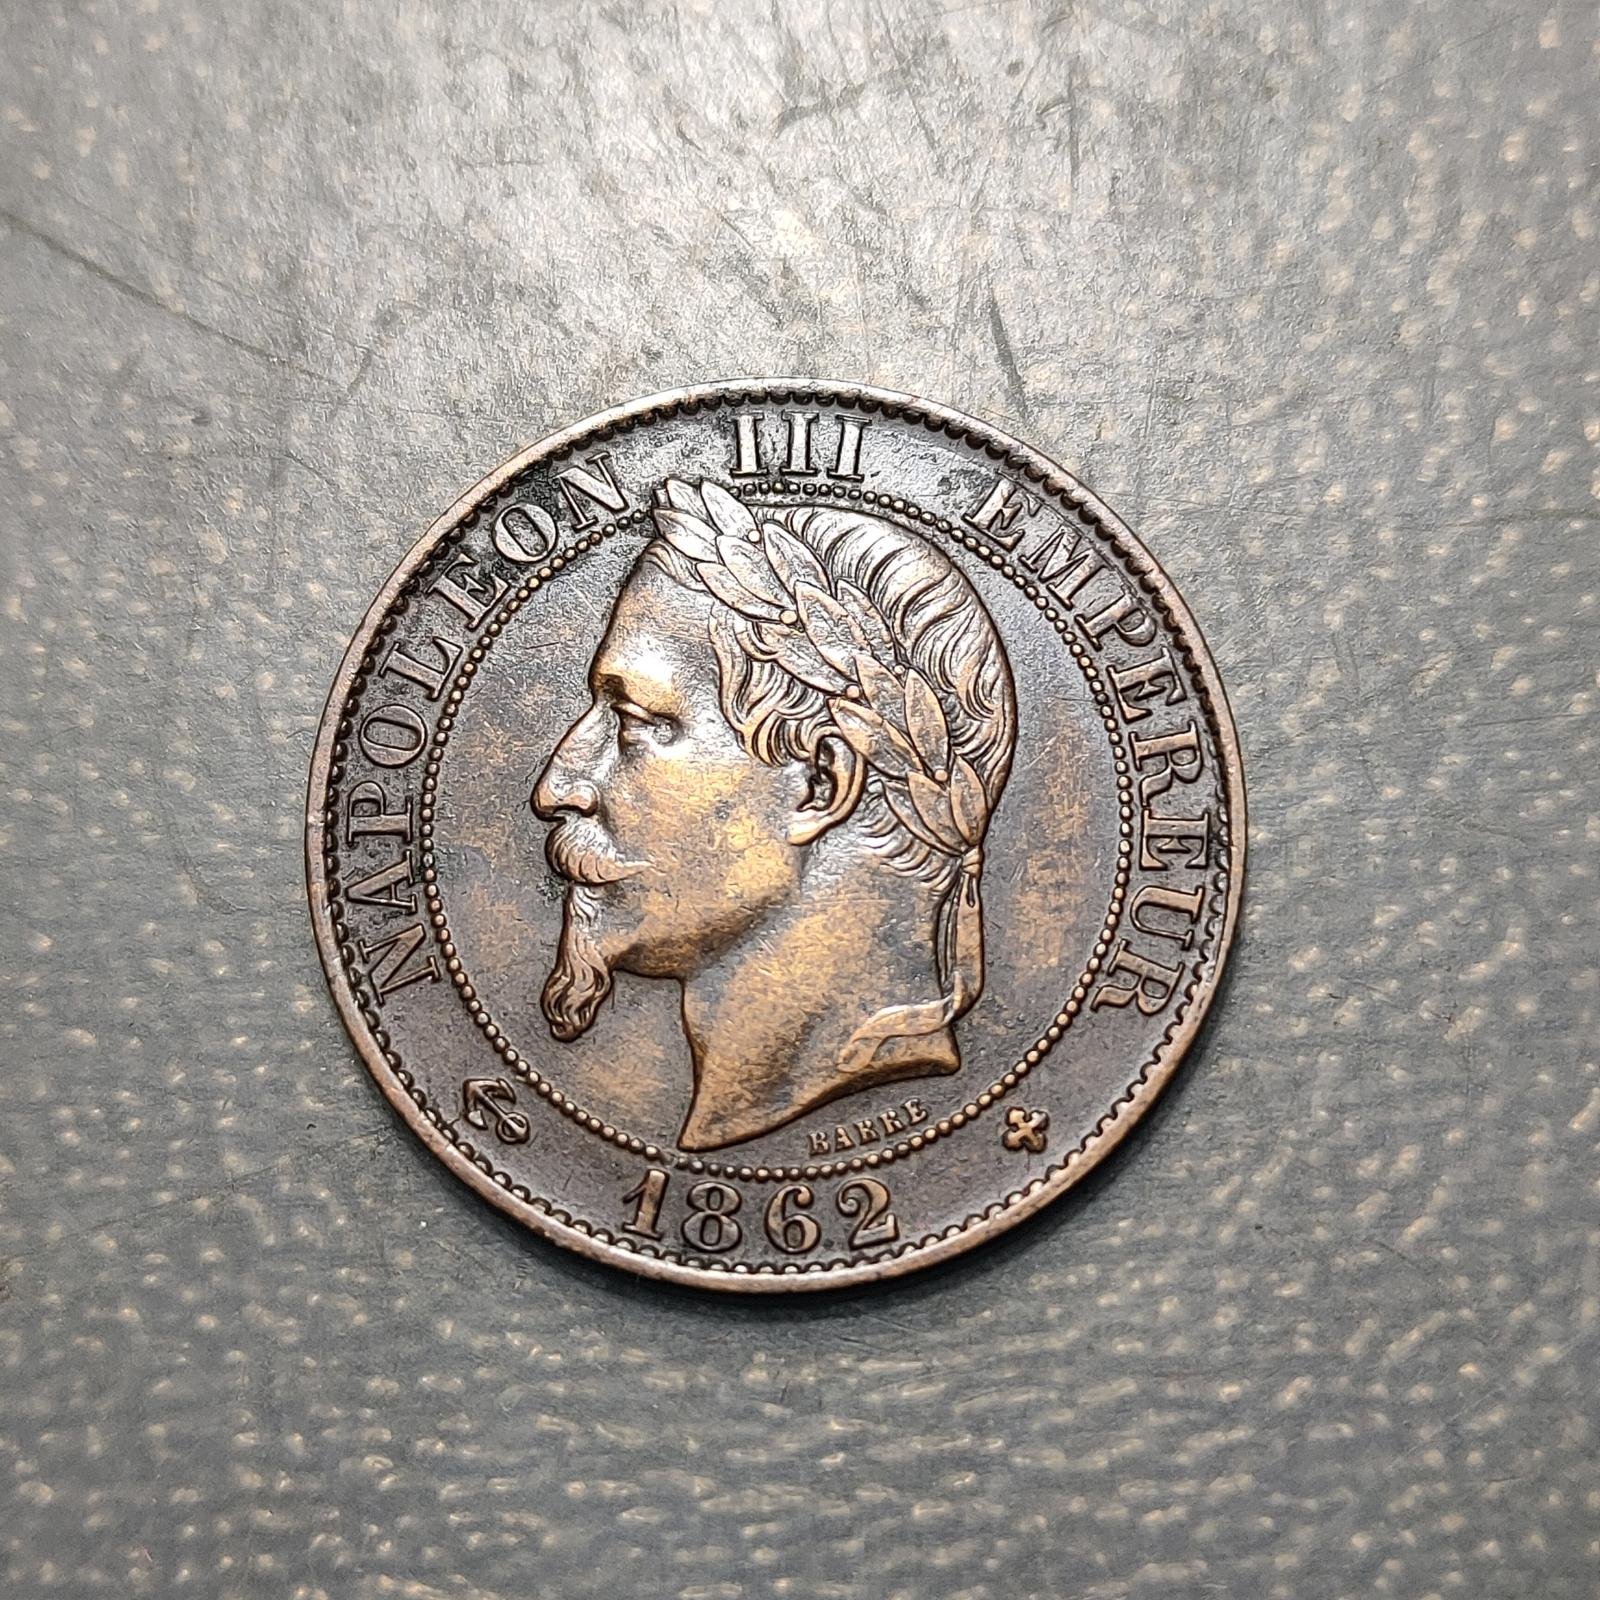 NAPOLEON III EMPEREUR
BARRE
1862